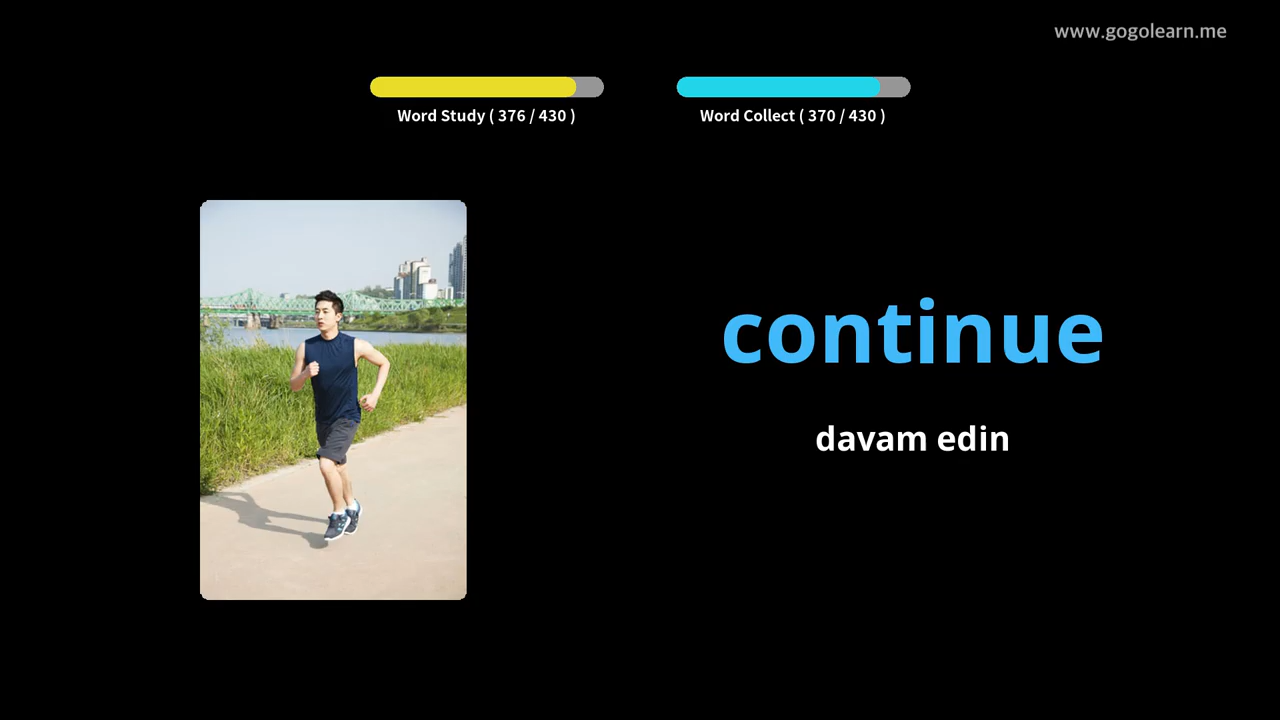 www.gogolearn.me
Word Study ( 376 / 430 )
Word Collect ( 370 / 430 )
continue
davam edin